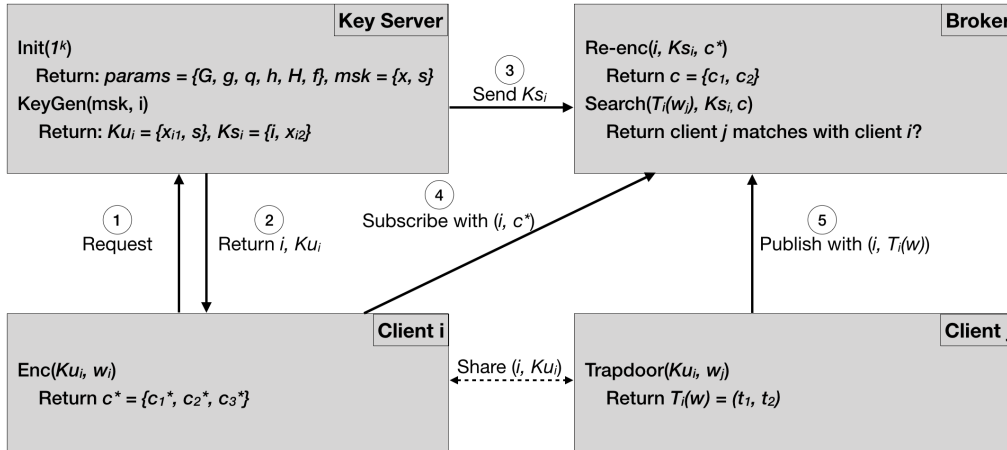 Key Server
Init(1ᵏ)
Return: params = {G, g, q, h, H, f}, msk = {x, s}
KeyGen(msk, i)
Return: Kuᵢ = {xᵢ₁, s}, Ksᵢ = {i, xᵢ₂}
3
Send Ksᵢ
Broker
Re-enc(i, Ksᵢ, c*)
Return c = {c₁, c₂}
Search(Tᵢ(wⱼ), Ksᵢ, c)
Return client j matches with client i?
1
Request
2
Return i, Kuᵢ
4
Subscribe with (i, c*)
5
Publish with (i, Tᵢ(w))
Client i
Enc(Kuᵢ, wᵢ)
Return c* = {c₁*, c₂*, c₃*}
Share (i, Kuᵢ)
Client j
Trapdoor(Kuᵢ, wⱼ)
Return Tᵢ(w) = (t₁, t₂)